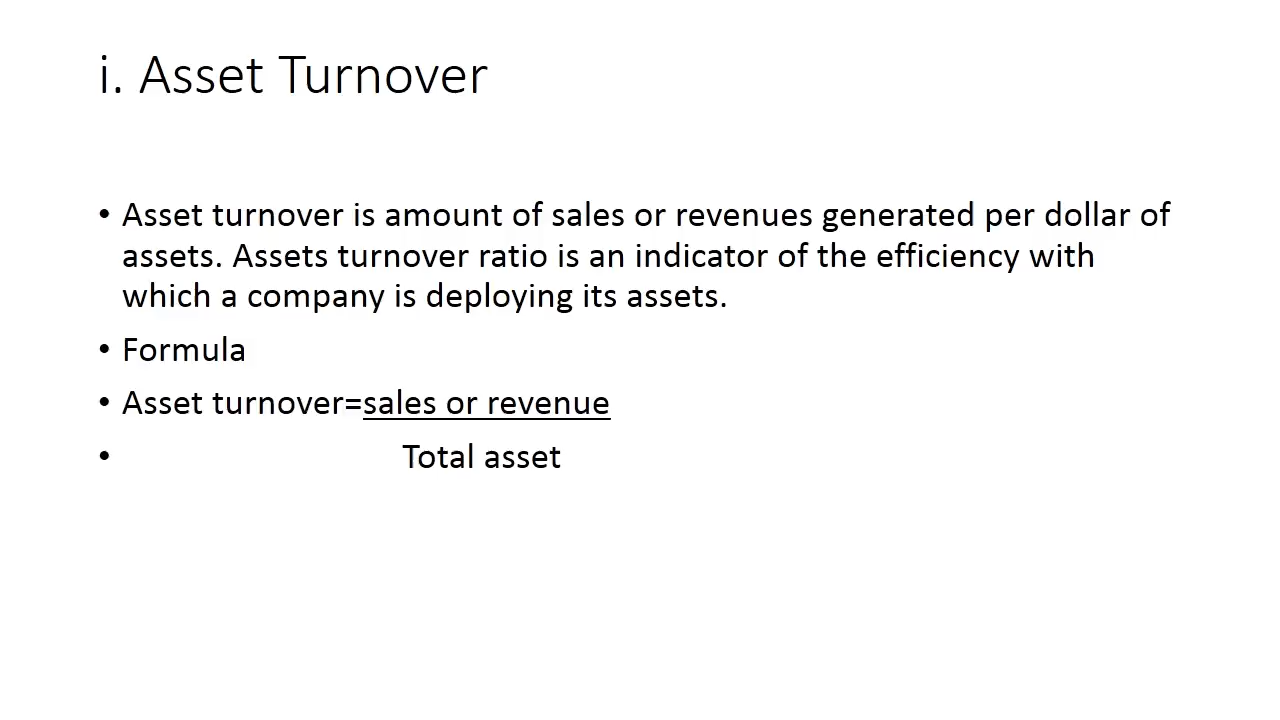 i. Asset Turnover
• Asset turnover is amount of sales or revenues generated per dollar of
assets. Assets turnover ratio is an indicator of the efficiency with
which a company is deploying its assets.
• Formula
• Asset turnover=sales or revenue
• Total asset